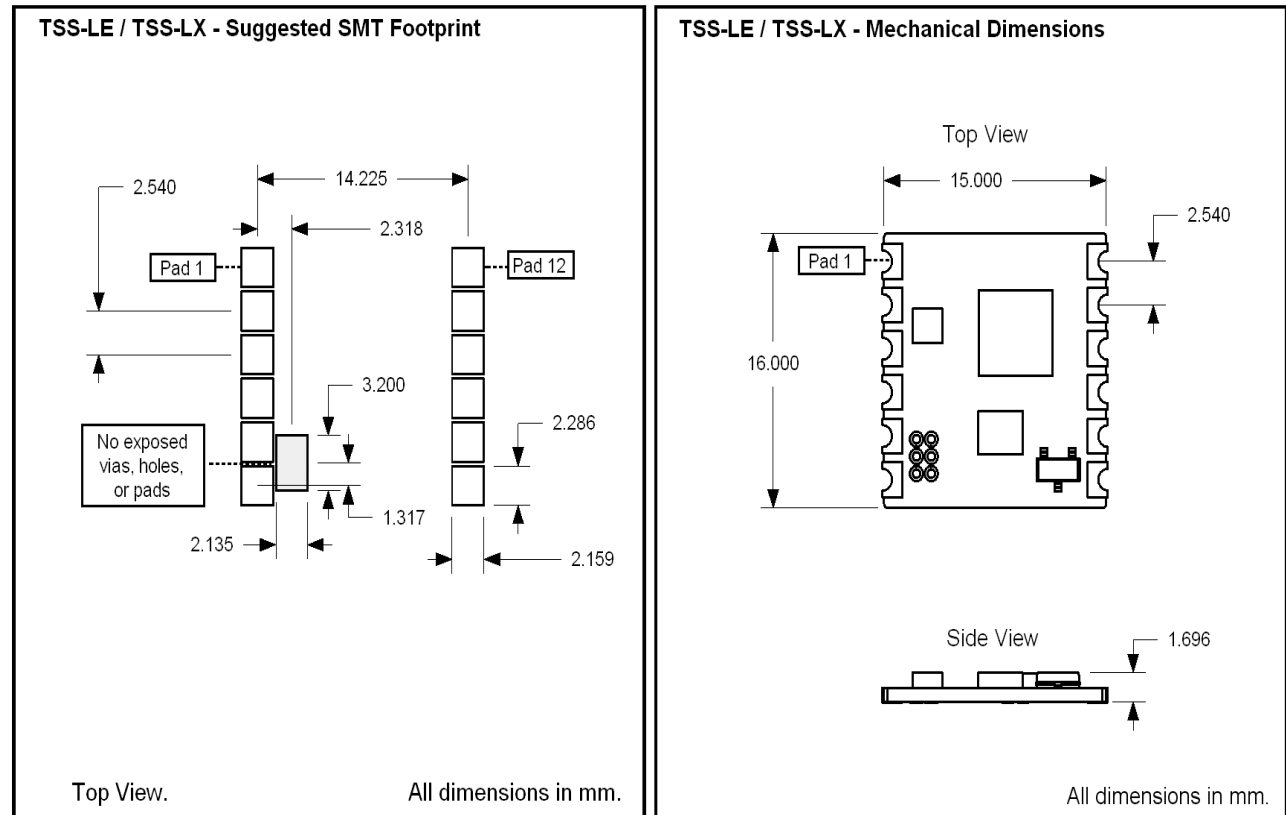 TSS-LE / TSS-LX - Suggested SMT Footprint
2.540
14.225
2.318
Pad 1
Pad 12
3.200
No exposed
vias, holes,
or pads
2.286
1.317
2.135
2.159
Top View.
All dimensions in mm.
TSS-LE / TSS-LX - Mechanical Dimensions
Top View
15.000
2.540
Pad 1
16.000
Side View
1.696
All dimensions in mm.